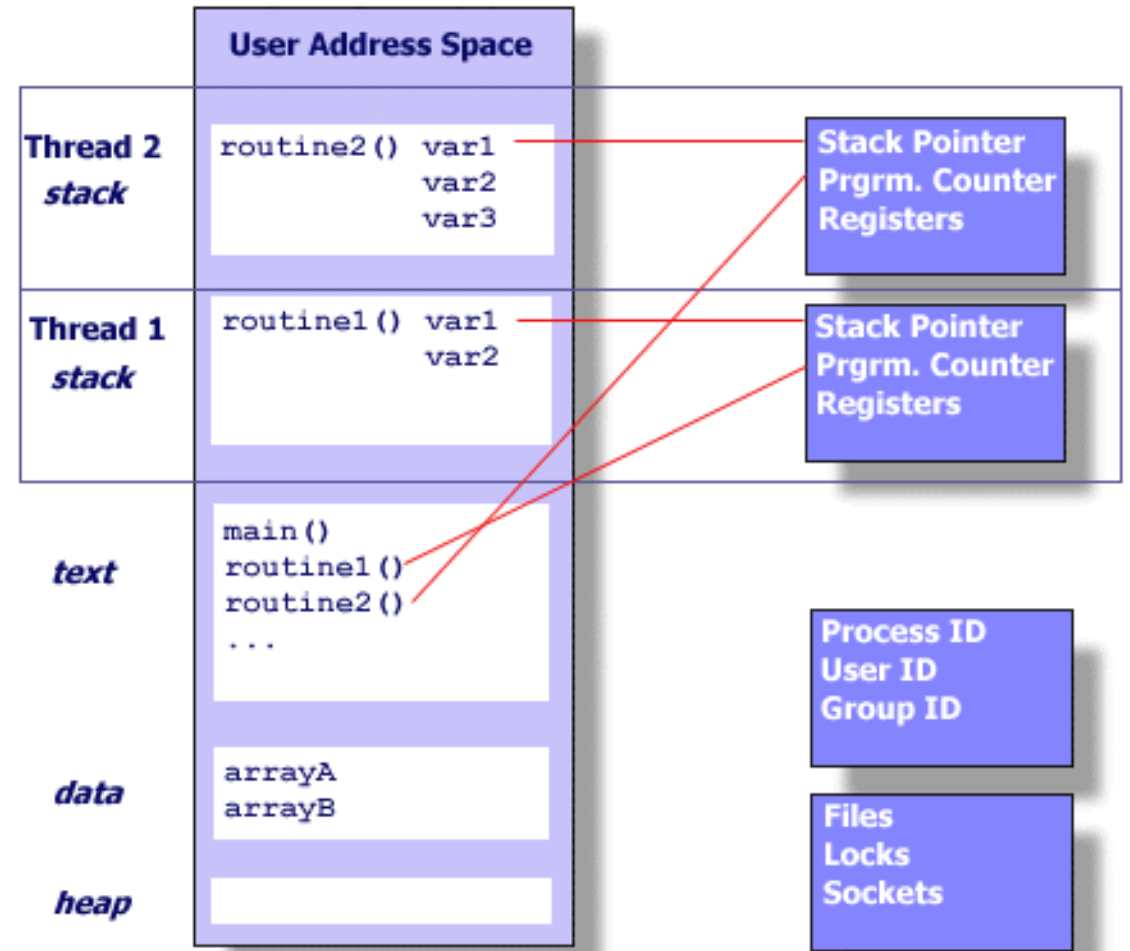 User Address Space
Thread 2
stack
routine2() var1
var2
var3
Stack Pointer
Prgrm. Counter
Registers
Thread 1
stack
routine1() var1
var2
Stack Pointer
Prgrm. Counter
Registers
text
main()
routine1()
routine2()
...
Process ID
User ID
Group ID
data
arrayA
arrayB
Files
Locks
Sockets
heap